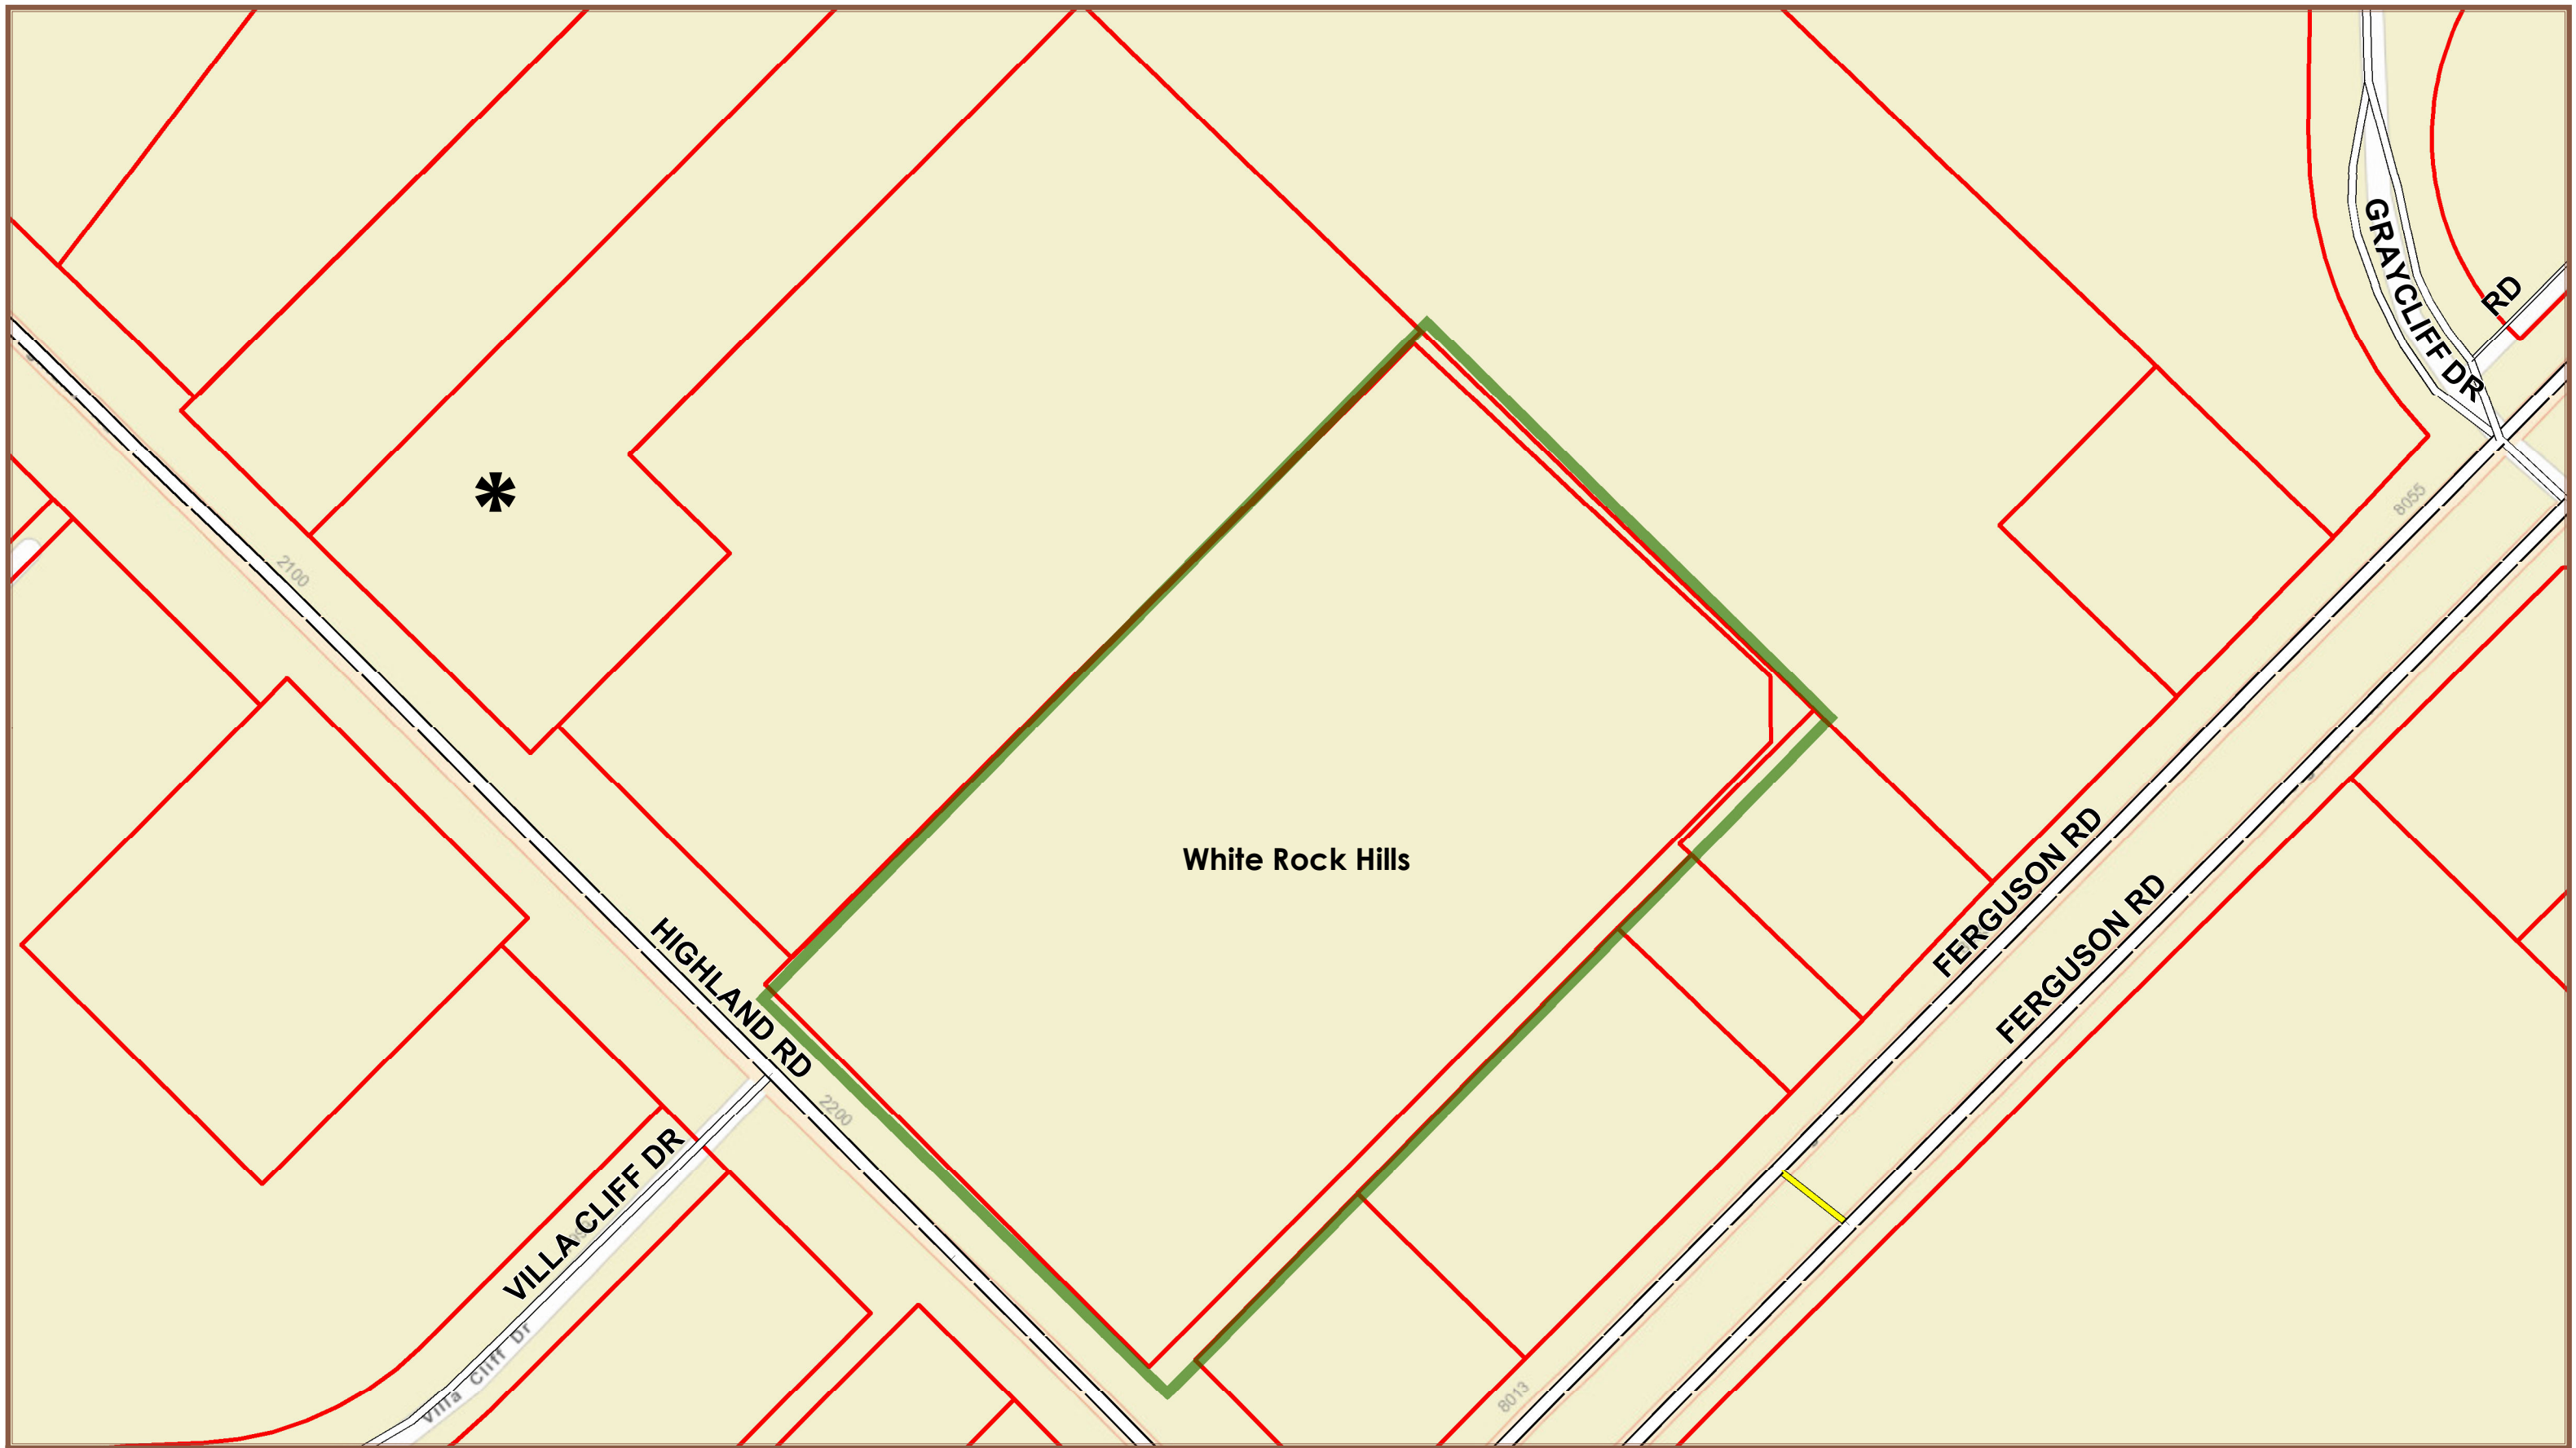 GRAYCLIFF DR
RD
8055
*
2100
FERGUSON RD
White Rock Hills
FERGUSON RD
HIGHLAND RD
2200
VILLA CLIFF DR
Villa Cliff Dr
8013